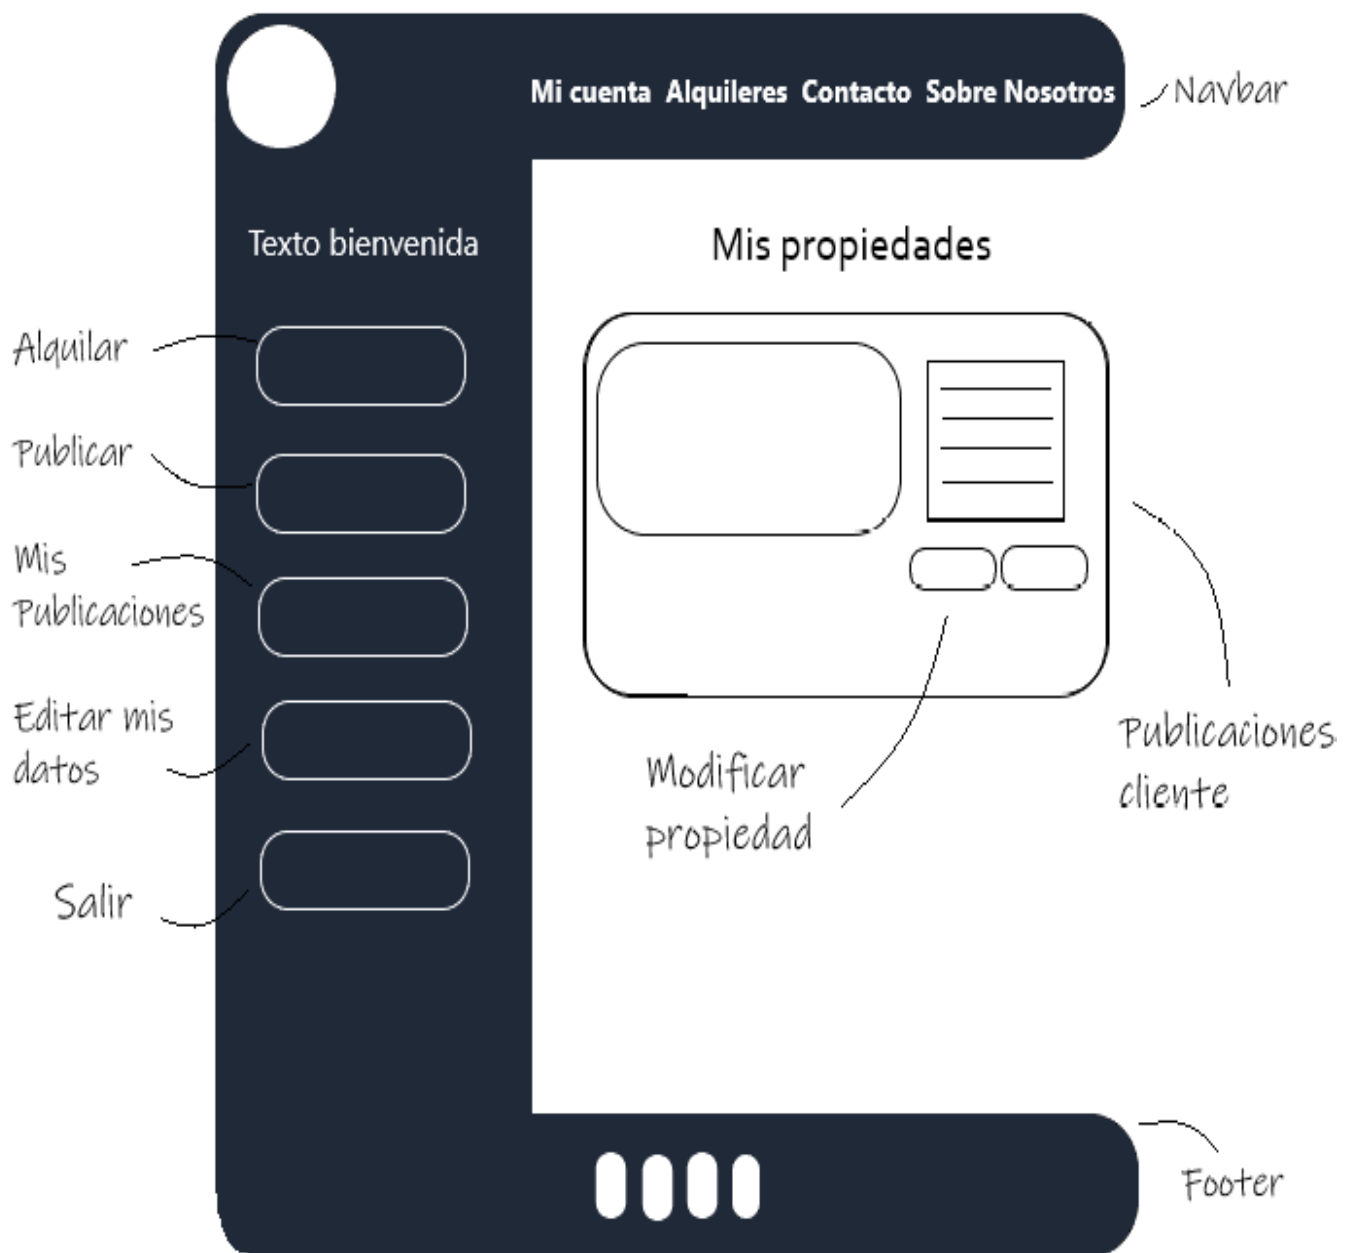 Mi cuenta Alquileres Contacto Sobre Nosotros
Navbar
Texto bienvenida
Mis propiedades
Alquilar
Publicar
Mis
Publicaciones
Editar mis
datos
Salir
Modificar
propiedad
Publicaciones
cliente
Footer